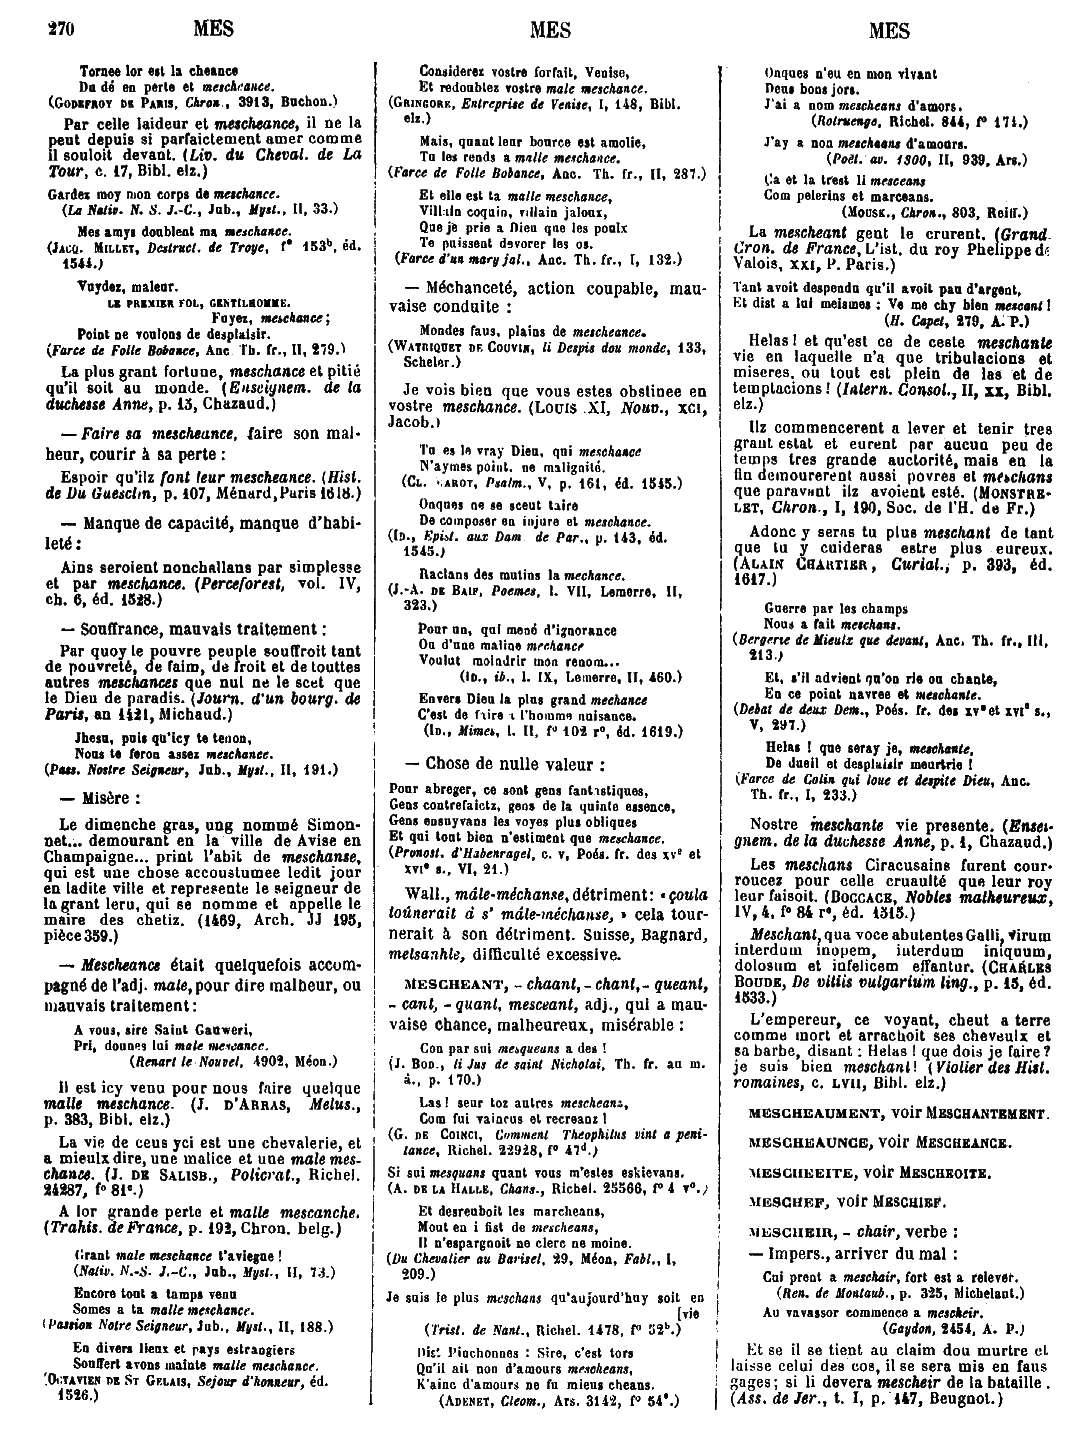 270 MES MES MES
Tornee lor est la cheance
Du dé en perte et mescheance.
(GODEFROY DE PARIS, Chron., 3913, Buchon.)
Par celle laideur et mescheance, il ne la
peut depuis si parfaictement amer comme
il souloit devant. (Liv. du Cheval. de La
Tour, c. 17, Bibl. elz.)
Gardez moy mon corps de meschance.
(La Nativ. N. S. J.-C., Jub., Myst., II, 33.)
Mes amys doublent ma meschance.
(JACQ. MILLET, Destruct. de Troye, f° 153b, éd.
1544.)
Vuydez, maleur.
LE PREMIER FOL, GENTILHOMME.
Fuyez, meschance;
Point ne voulons de desplaisir.
(Farce de Folle Bobance, Anc Th. fr., II, 279.)
La plus grant fortune, meschance et pitié
qu'il soit au monde. (Enseignem. de la
duchesse Anne, p. 13, Chazaud.)
— Faire sa mescheance, faire son mal-
heur, courir à sa perte :
Espoir qu'ilz font leur mescheance. (Hist.
de Du Guesclin, p. 107, Ménard, Paris 1618.)
— Manque de capacité, manque d'habi-
leté :
Ains seroient nonchallans par simplesse
et par meschance. (Perceforest, vol. IV,
ch. 6, éd. 1528.)
— Souffrance, mauvais traitement :
Par quoy le pouvre peuple souffroit tant
de pouvreté, de faim, de froit et de touttes
autres meschances que nul ne le scet que
le Dieu de paradis. (Journ. d'un bourg. de
Paris, an 1421, Michaud.)
Jhesu, puis qu'icy te tenon,
Nous te feron assez meschance.
(Pass. Nostre Seigneur, Jub., Myst., II, 191.)
— Misère :
Le dimenche gras, ung nommé Simon-
net... demourant en la ville de Avise en
Champaigne... print l'abit de meschanse,
qui est une chose accoustumee ledit jour
en ladite ville et represente le seigneur de
la grant leru, qui se nomme et appelle le
maire des chetiz. (1469, Arch. JJ 195,
pièce 359.)
— Mescheance était quelquefois accom-
pagné de l'adj. male, pour dire malheur, ou
mauvais traitement :
A vous, sire Saint Gauweri,
Pri, donnes lui male mesceance.
(Renart le Nouvel, 4902, Méon.)
Il est icy venu pour nous faire quelque
malle meschance. (J. D'ARRAS, Melus.,
p. 383, Bibl. elz.)
La vie de ceus yci est une chevalerie, et
a mieulx dire, une malice et une male mes-
chance. (J. DE SALISB., Policrat., Richel.
24287, f° 81c.)
A lor grande perte et malle mescanche.
(Trahis. de France, p. 192, Chron. belg.)
Grant male meschance t'aviegne !
(Nativ. N.-S. J.-C., Jub., Myst., II, 73.)
Encore tout a tamps venu
Somes a ta malle meschance.
(Passion Notre Seigneur, Jub., Myst., II, 188.)
En divers lieux et pays estrangiers
Souffert avons mainte malle meschance.
(OCTAVIEN DE ST GELAIS, Sejour d'honneur, éd.
1526.)
Considerez vostre forfait, Venise,
Et redoublez vostre male meschance.
(GRINGORE, Entreprise de Venise, I, 148, Bibl.
elz.)
Mais, quant leur bource est amolie,
Tu les rends a malle meschance.
(Farce de Folle Bobance, Anc. Th. fr., II, 287.)
Et elle est ta malle meschance,
Villain coquin, villain jaloux,
Que je prie a Dieu que les poulx
Te puissent devorer les os.
(Farce d'un mary jal., Anc. Th. fr., I, 132.)
— Méchanceté, action coupable, mau-
vaise conduite :
Mondes faus, plains de mescheance.
(WATRIQUET DE COUVIN, li Despis dou monde, 133,
Scheler.)
Je vois bien que vous estes obstinee en
vostre meschance. (LOUIS XI, Nouv., XCI,
Jacob.)
Tu es le vray Dieu, qui meschance
N'aymes point, ne malignité.
(CL. MAROT, Psalm., V, p. 161, éd. 1545.)
Onques ne se sceut taire
De composer en injure et meschance.
(ID., Epist. aux Dam de Par., p. 143, éd.
1545.)
Raclans des mutins la mechance.
(J.-A. DE BAIF, Poemes, l. VII, Lemerre, II,
323.)
Pour un, qui mené d'ignorance
Ou d'une maline mechance
Voulut moindrir mon renom...
(ID., ib., l. IX, Lemerre, II, 460.)
Envers Dieu la plus grand mechance
C'est de faire a l'homme nuisance.
(ID., Mimes, l. II, f° 102 r°, éd. 1619.)
— Chose de nulle valeur :
Pour abreger, ce sont gens fantastiques,
Gens contrefaictz, gens de la quinte essence,
Gens ensuyvans les voyes plus obliques
Et qui tout bien n'estiment que meschance.
(Pronost. d'Habenragel, c. V, Poés. fr. des XVe et
XVIe s., VI, 21.)
Wall., mâle-méchanse, détriment : « çoula
toûnerait à s' mâle-méchanse, » cela tour-
nerait à son détriment. Suisse, Bagnard,
metsanhle, difficulté excessive.
MESCHEANT, - chaant, - chant, - queant,
- cant, - quant, mesceant, adj., qui a mau-
vaise chance, malheureux, misérable :
Con par sui mesqueans a des !
(J. BOD., li Jus de saint Nicholai, Th. fr. au m.
â., p. 170.)
Las ! seur toz autres mescheanz,
Com fui vaincus et recreanz !
(G. DE COINCI, Comment Theophilus vint a peni-
tance, Richel. 22928, f° 47d.)
Si sui mesquans quant vous m'estes eskievans.
(A. DE LA HALLE, Chans., Richel. 25566, f° 4 v°.)
Et desreuboit les marcheans,
Mout en i fist de mescheans,
Il n'espargnoit ne clerc ne moine.
(Du Chevalier au Barisel, 29, Méon, Fabl., I,
209.)
Je suis le plus meschans qu'aujourd'huy soit en
[vie
(Trist. de Nant., Richel. 1478, f° 52b.)
Dist Pinchonnes : Sire, c'est tors
Qu'il ait non d'amours mescheans,
K'ainc d'amours ne fu mieus cheans.
(ADENET, Cleom., Ars. 3142, f° 54c.)
Onques n'eu en mon vivant
Deus bons jors.
J'ai a nom mescheans d'amors.
(Rotruenge, Richel. 844, f° 171.)
J'ay a non mescheans d'amours.
(Poët. av. 1300, II, 939, Ars.)
Ça et la trest li mesceans
Com pelerins et marceans.
(MOUSK., Chron., 803, Reiff.)
La mescheant gent le crurent. (Grand.
Cron. de France, L'ist. du roy Phelippe de
Valois, XXI, P. Paris.)
Tant avoit despendu qu'il avoit pau d'argent,
Et dist a lui meismes : Ve me chy bien mescant !
(H. Capet, 279, A. P.)
Helas ! et qu'est ce de ceste meschante
vie en laquelle n'a que tribulacions et
miseres, ou tout est plein de las et de
temptacions ! (Intern. Consol., II, XX, Bibl.
elz.)
Ilz commencerent a lever et tenir tres
grant estat et eurent par aucun peu de
temps tres grande auctorité, mais en la
fin demourerent aussi povres et meschans
que paravant ilz avoient esté. (MONSTRE-
LET, Chron., I, 190, Soc. de l'H. de Fr.)
Adonc y seras tu plus meschant de tant
que tu y cuideras estre plus eureux.
(ALAIN CHARTIER, Curial., p. 393, éd.
1617.)
Guerre par les champs
Nous a fait meschans.
(Bergerie de Mieulx que devant, Anc. Th. fr., III,
213.)
Et, s'il advient qu'on rie ou chante,
En ce point navree et meschante.
(Debat de deux Dem., Poés. fr. des XVe et XVIe s.,
V, 297.)
Helas ! que seray je, meschante,
De dueil et desplaisir meurtrie !
(Farce de Colin qui loue et despite Dieu, Anc.
Th. fr., I, 233.)
Nostre meschante vie presente. (Ensei-
gnem. de la duchesse Anne, p. 1, Chazaud.)
Les meschans Ciracusains furent cour-
roucez pour celle cruaulté que leur roy
leur faisoit. (BOCCACE, Nobles malheureux,
IV, 4, f° 84 r°, éd. 1515.)
Meschant, qua voce abutentes Galli, virum
interdum inopem, interdum iniquum,
dolosum et infelicem effantur. (CHARLES
BOUDE, De vitiis vulgarium ling., p. 15, éd.
1533.)
L'empereur, ce voyant, cheut a terre
comme mort et arrachoit ses cheveulx et
sa barbe, disant : Helas ! que dois je faire ?
je suis bien meschant ! (Violier des Hist.
romaines, c. LVII, Bibl. elz.)
MESCHEAUMENT, voir MESCHANTEMENT.
MESCHEAUNCE, voir MESCHEANCE.
MESCHEEITE, voir MESCHEOITE.
MESCHEF, voir MESCHIEF.
MESCHEIR, - chair, verbe :
— Impers., arriver du mal :
Cui prent a meschair, fort est a relever.
(Ren. de Montaub., p. 325, Michelant.)
Au vavassor commence a mescheir.
(Gaydon, 2454, A. P.)
Et se il se tient au claim dou murtre et
laisse celui des cos, il se sera mis en faus
gages ; si li devera mescheir de la bataille.
(Ass. de Jer., t. I, p. 147, Beugnot.)